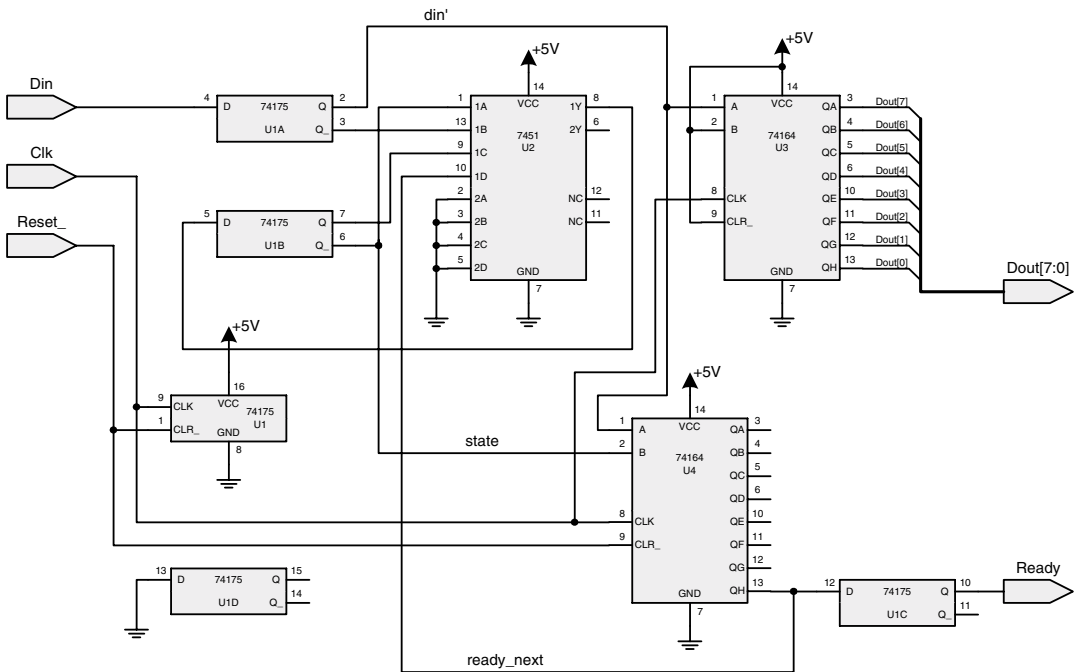 din'
+5V
+5V
Din
4 D 74175 Q 2
U1A Q_ 3
14
VCC
1 1A 1Y 8
13 1B 2Y 6
7451
U2
9 1C
10 1D
2 2A NC 12
3 2B NC 11
4 2C
5 2D
GND
7
14
VCC
1 A QA 3 Dout[7]
2 B QB 4 Dout[6]
74164
U3
QC 5 Dout[5]
QD 6 Dout[4]
8 CLK QE 10 Dout[3]
9 CLR_ QF 11 Dout[2]
QG 12 Dout[1]
QH 13 Dout[0]
GND
7
Dout[7:0]
Clk
Reset_
5 D 74175 Q 7
U1B Q_ 6
+5V
16
9 CLK VCC 74175
1 CLR_ GND U1
8
+5V
14
VCC
state
1 A QA 3
2 B QB 4
74164
U4
QC 5
QD 6
8 CLK QE 10
9 CLR_ QF 11
QG 12
QH 13
GND
7
13 D 74175 Q 15
U1D Q_ 14
12 D 74175 Q 10
U1C Q_ 11
Ready
ready_next